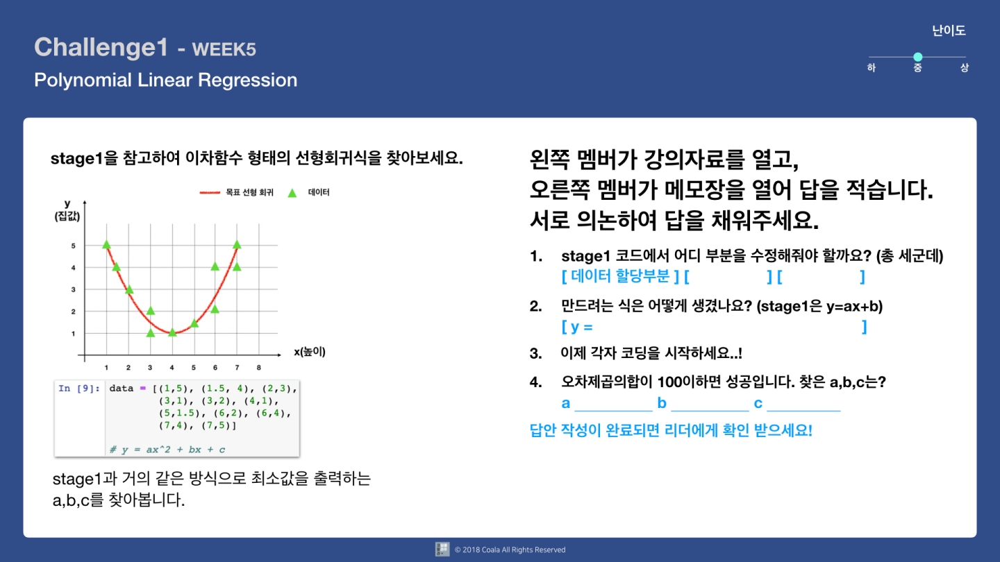 Challenge1 - WEEK5
Polynomial Linear Regression
난이도
하 중 상
stage1을 참고하여 이차함수 형태의 선형회귀식을 찾아보세요.
목표 선형 회귀 데이터
y
(집값)
5
4
3
2
1
x(높이)
1 2 3 4 5 6 7 8
In [9]: data = [(1,5), (1.5, 4), (2,3),
(3,1), (3,2), (4,1),
(5,1.5), (6,2), (6,4),
(7,4), (7,5)]
# y = ax^2 + bx + c
stage1과 거의 같은 방식으로 최소값을 출력하는
a,b,c를 찾아봅니다.
왼쪽 멤버가 강의자료를 열고,
오른쪽 멤버가 메모장을 열어 답을 적습니다.
서로 의논하여 답을 채워주세요.
1. stage1 코드에서 어디 부분을 수정해줘야 할까요? (총 세군데)
[ 데이터 할당부분 ] [ ] [ ]
2. 만드려는 식은 어떻게 생겼나요? (stage1은 y=ax+b)
[ y = ]
3. 이제 각자 코딩을 시작하세요..!
4. 오차제곱의합이 100이하면 성공입니다. 찾은 a,b,c는?
a ________ b ________ c ________
답안 작성이 완료되면 리더에게 확인 받으세요!
© 2018 Coala All Rights Reserved